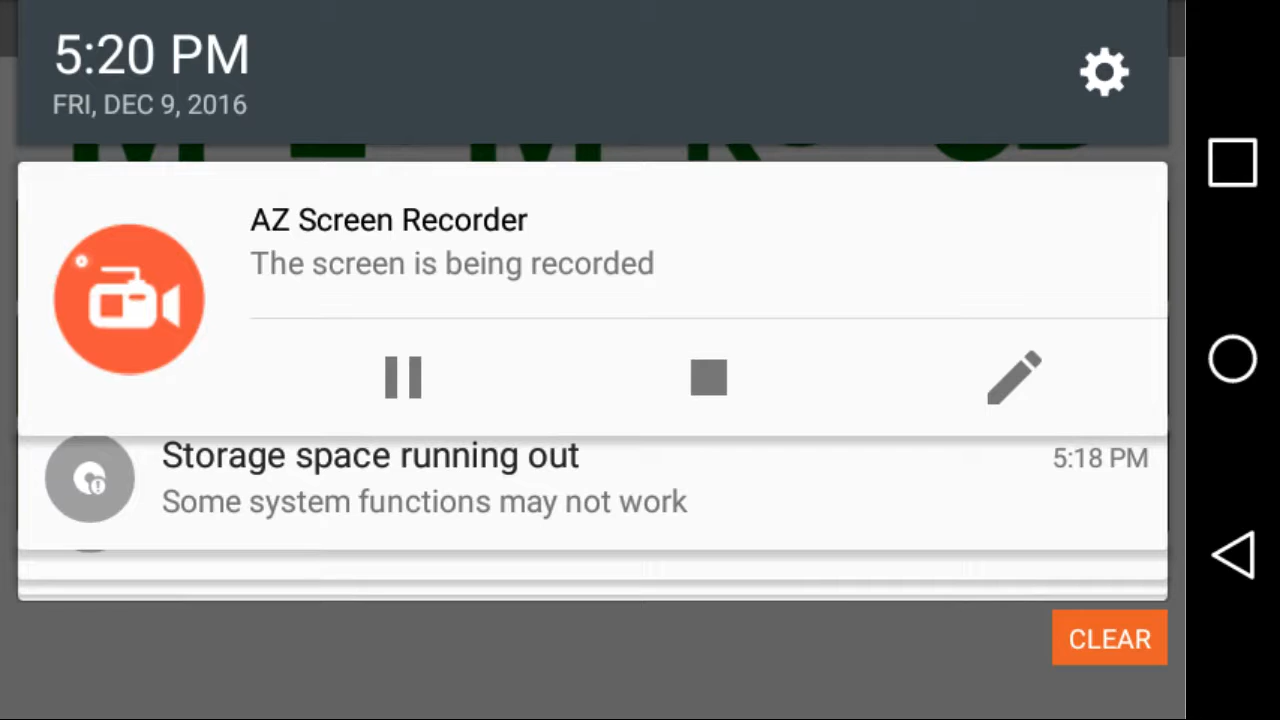 5:20 PM
FRI, DEC 9, 2016
AZ Screen Recorder
The screen is being recorded
Storage space running out
5:18 PM
Some system functions may not work
CLEAR